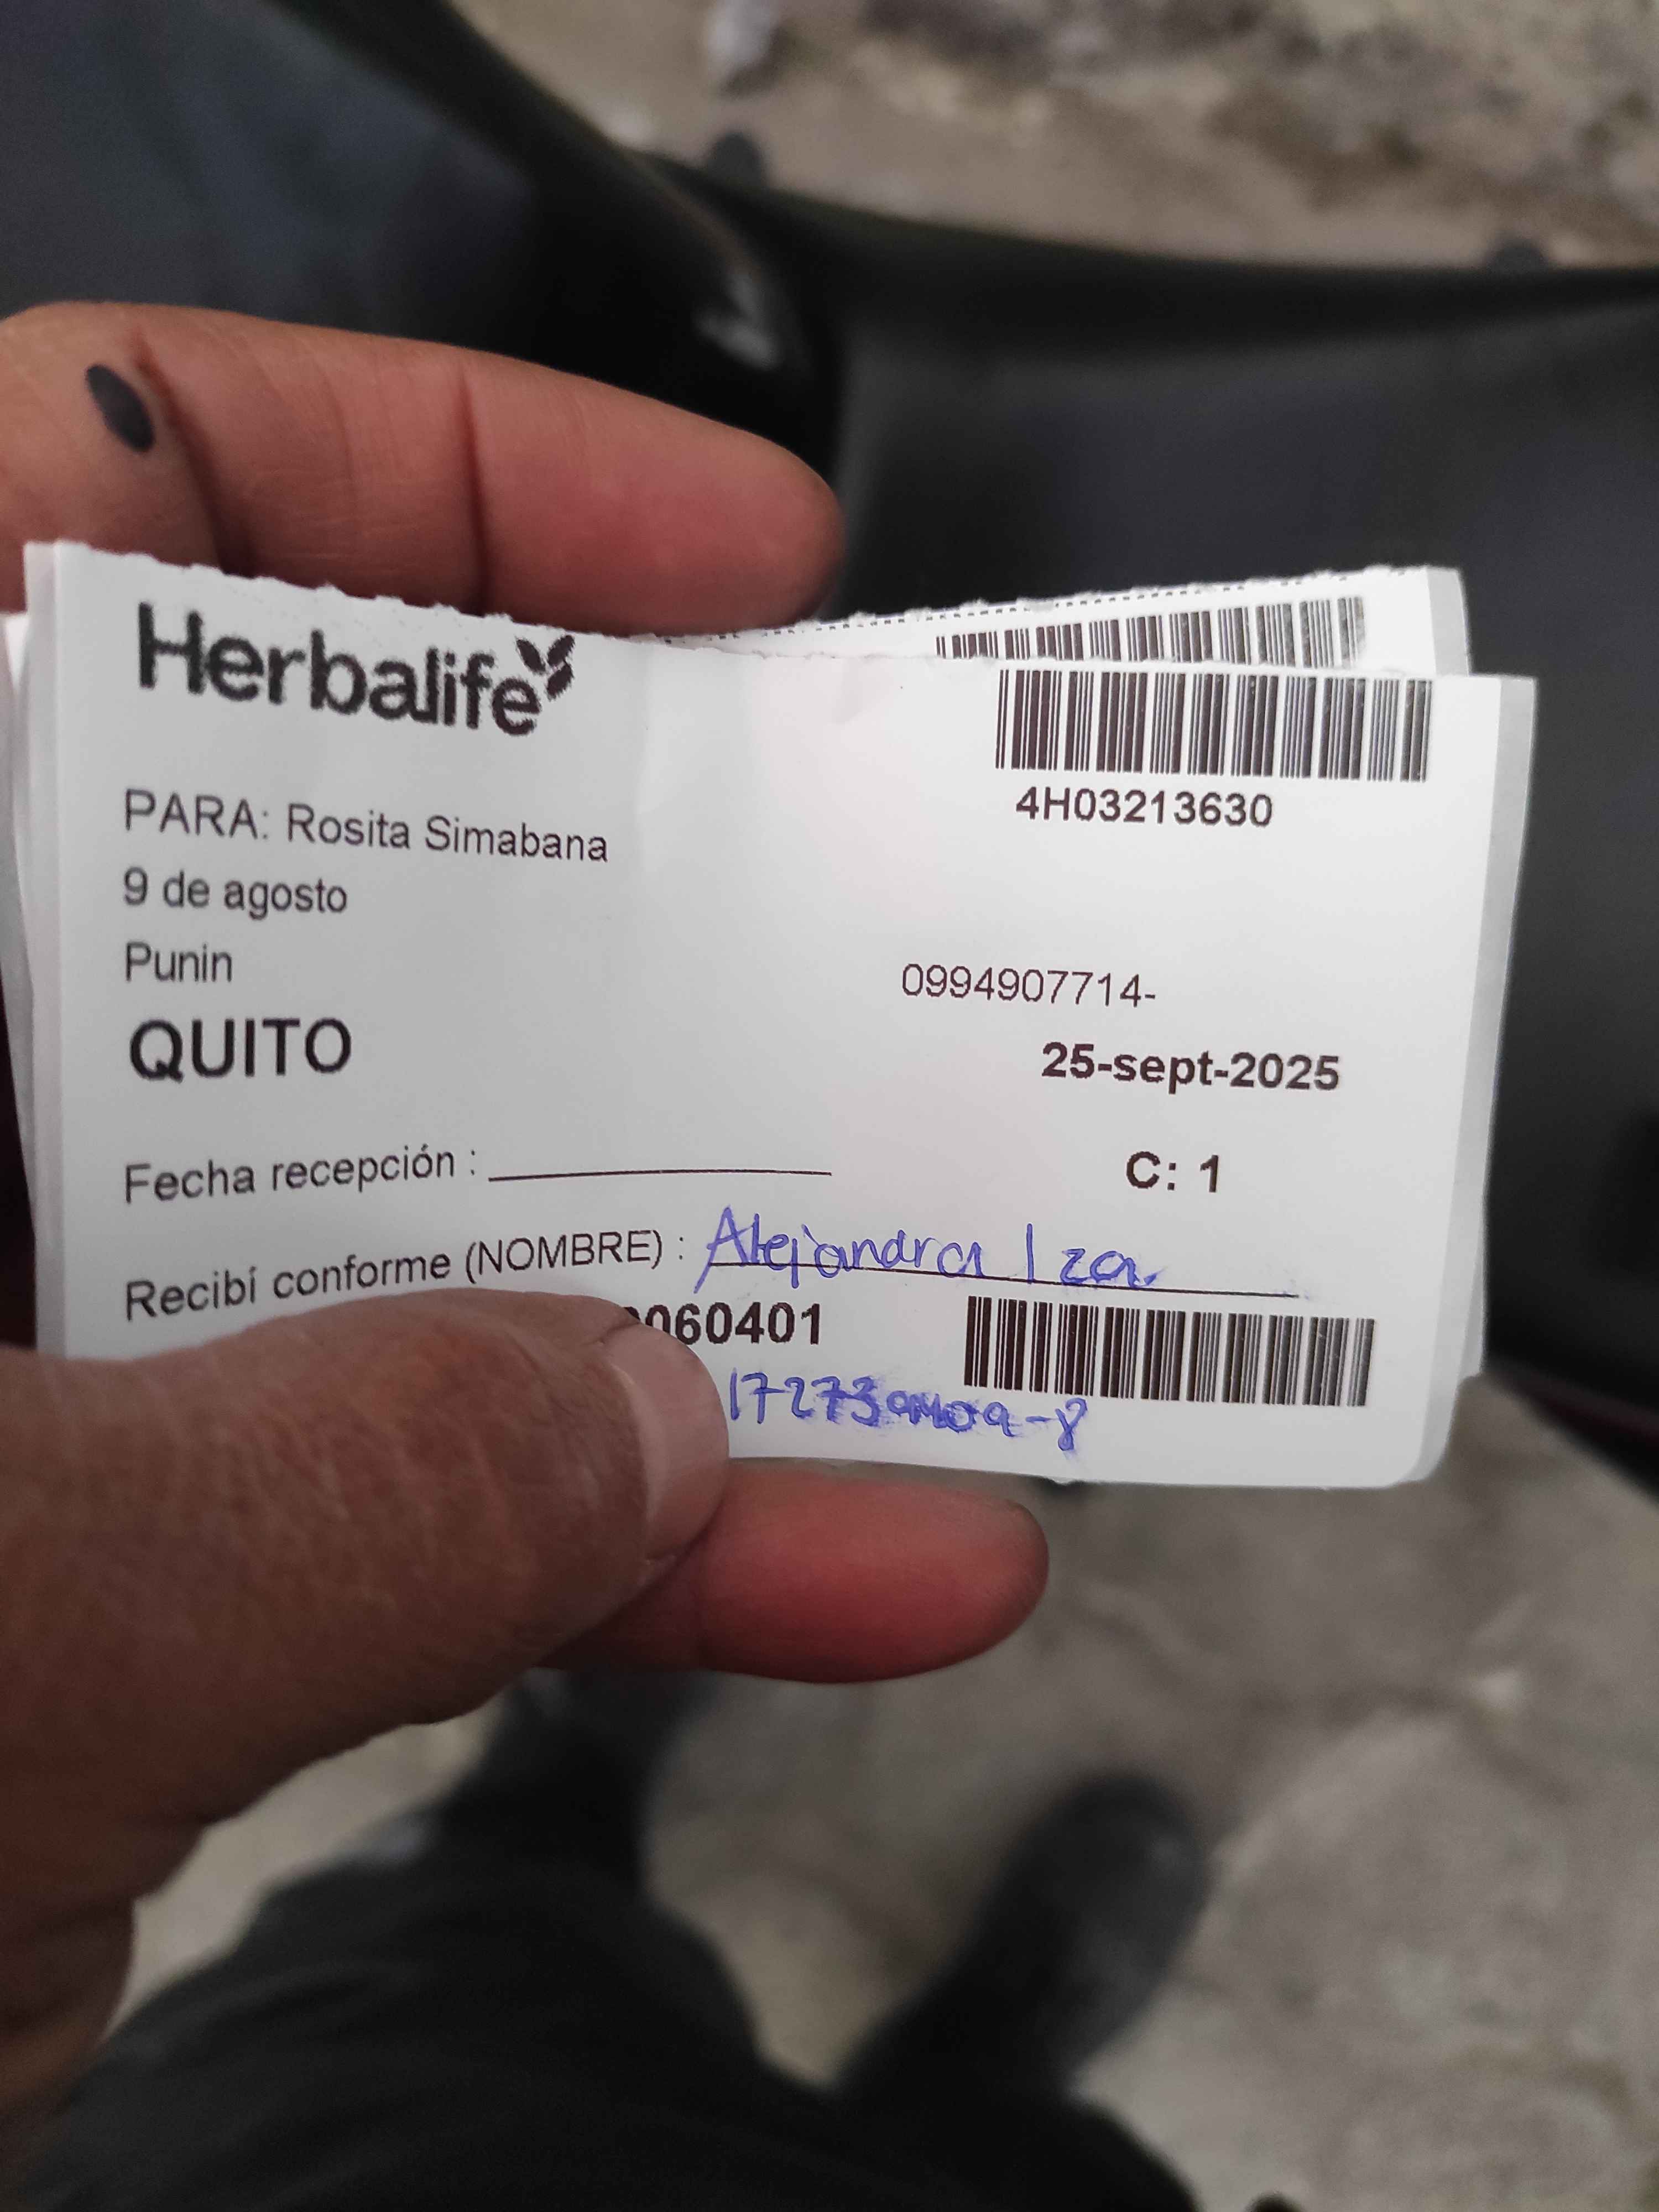 Herbalife
4H03213630
PARA: Rosita Simabana
9 de agosto
Punin
0994907714-
QUITO
25-sept-2025
Fecha recepción :
C: 1
Recibí conforme (NOMBRE) : Alejandra Iza
060401